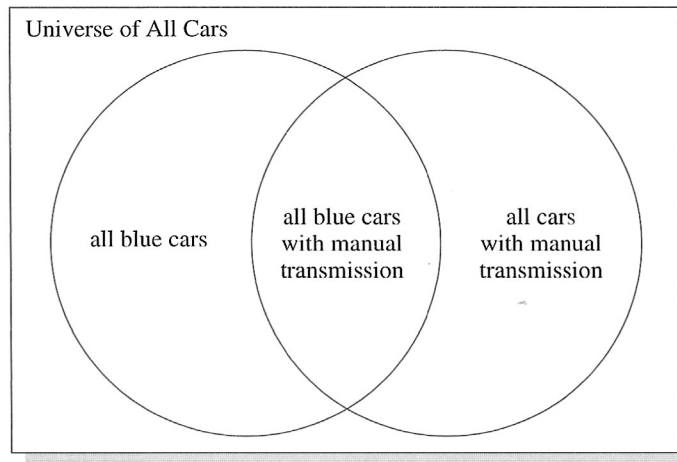 Universe of All Cars
all blue cars
all blue cars
with manual
transmission
all cars
with manual
transmission